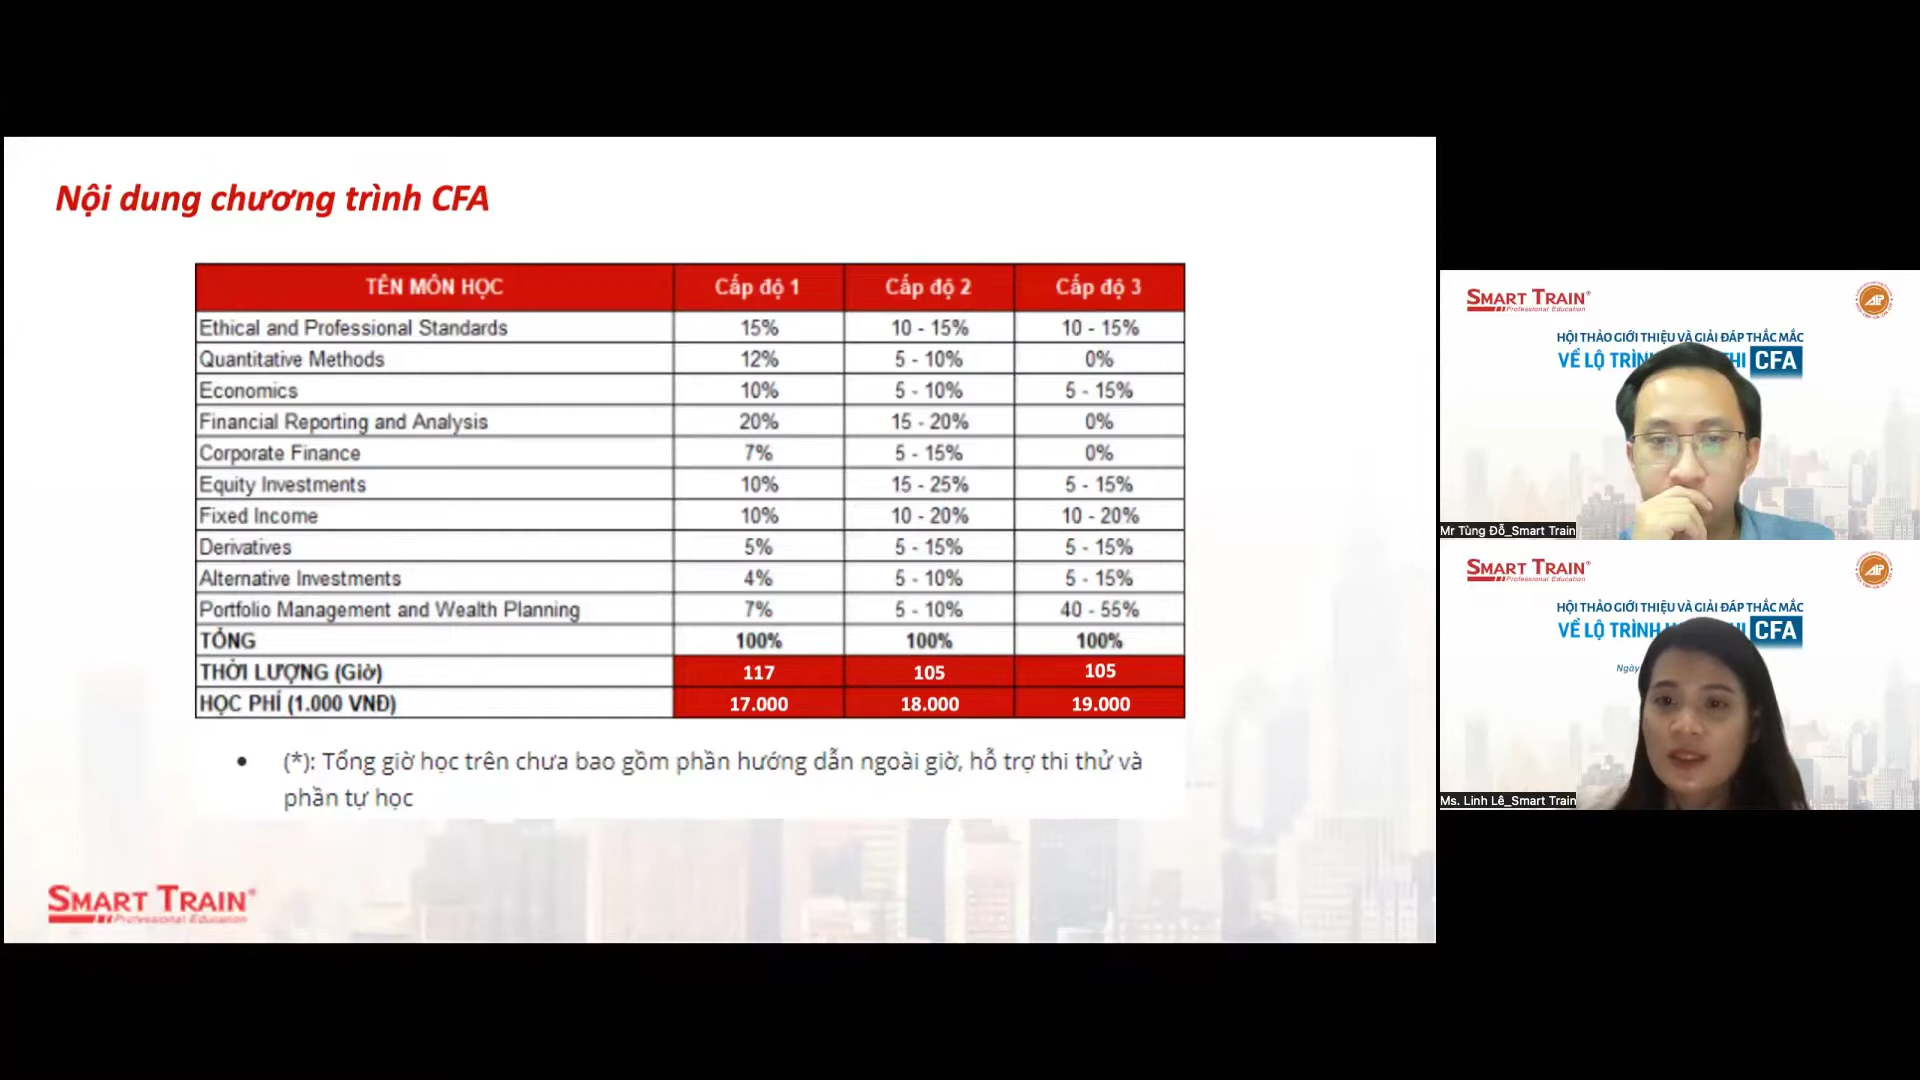 Nội dung chương trình CFA
TÊN MÔN HỌC Cấp độ 1 Cấp độ 2 Cấp độ 3
Ethical and Professional Standards 15% 10 - 15% 10 - 15%
Quantitative Methods 12% 5 - 10% 0%
Economics 10% 5 - 10% 5 - 15%
Financial Reporting and Analysis 20% 15 - 20% 0%
Corporate Finance 7% 5 - 15% 0%
Equity Investments 10% 15 - 25% 5 - 15%
Fixed Income 10% 10 - 20% 10 - 20%
Derivatives 5% 5 - 15% 5 - 15%
Alternative Investments 4% 5 - 10% 5 - 15%
Portfolio Management and Wealth Planning 7% 5 - 10% 40 - 55%
TỔNG 100% 100% 100%
THỜI LƯỢNG (Giờ) 117 105 105
HỌC PHÍ (1.000 VNĐ) 17.000 18.000 19.000
• (*): Tổng giờ học trên chưa bao gồm phần hướng dẫn ngoài giờ, hỗ trợ thi thử và
phần tự học
SMART TRAIN®
Professional Education
SMART TRAIN®
Professional Education
AP
HỘI THẢO GIỚI THIỆU VÀ GIẢI ĐÁP THẮC MẮC
VỀ LỘ TRÌNH CFA
Mr Tùng Đỗ_Smart Train
SMART TRAIN®
Professional Education
AP
HỘI THẢO GIỚI THIỆU VÀ GIẢI ĐÁP THẮC MẮC
VỀ LỘ TRÌNH CFA
Ngày
Ms. Linh Lê_Smart Train